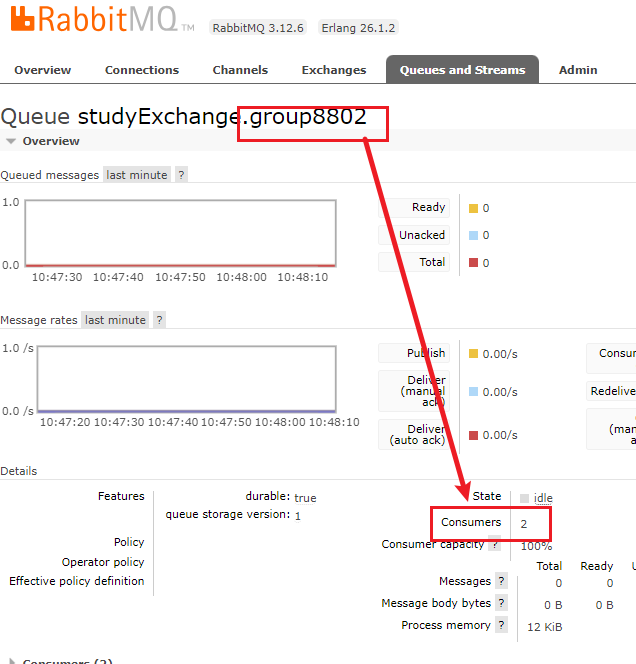 RabbitMQ TM RabbitMQ 3.12.6 Erlang 26.1.2
Overview Connections Channels Exchanges Queues and Streams Admin
Queue studyExchange.group8802
Overview
Queued messages last minute ?
1.0
0.0
10:47:30 10:47:40 10:47:50 10:48:00 10:48:10
Ready 0
Unacked 0
Total 0
Message rates last minute ?
1.0 /s
0.0 /s
10:47:20 10:47:30 10:47:40 10:47:50 10:48:00 10:48:10
Publish 0.00/s
Deliver
(manual
ack)
0.00/s
Deliver
(auto ack)
0.00/s
Consum
Redelive
(man
Details
Features durable: true
queue storage version: 1
Policy
Operator policy
Effective policy definition
State idle
Consumers 2
Consumer capacity ? 100%
Total Ready U
Messages ? 0 0
Message body bytes ? 0 B 0 B
Process memory ? 12 KiB
Consumers (2)